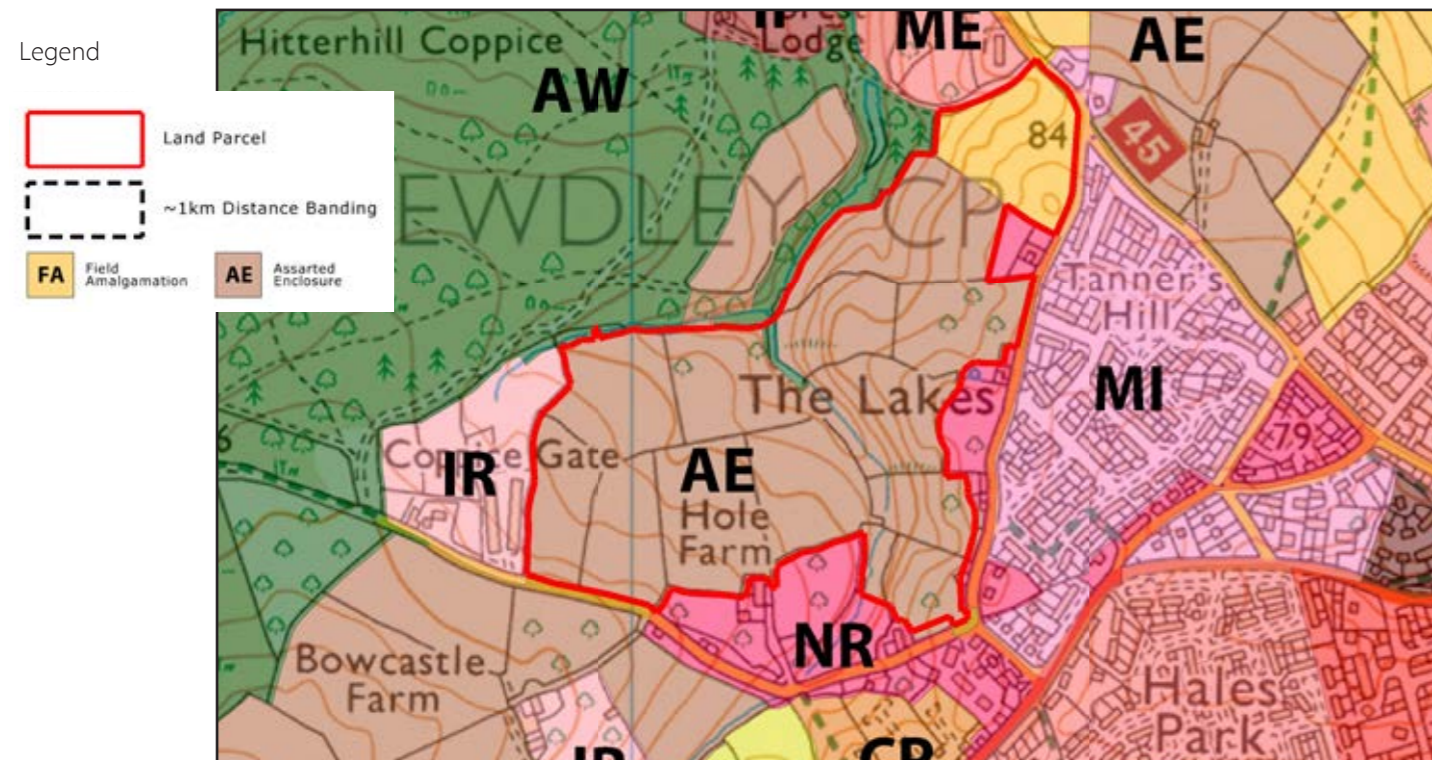 Legend
Land Parcel
~1km Distance Banding
FA
Field
Amalgamation
AE
Assarted
Enclosure
Hitterhill Coppice
AW
Lodge
ME
AE
84
45
EWDLEY CP
Tanner's
Hill
MI
The Lakes
79
Coppice Gate
IR
AE
Hole
Farm
NR
Bowcastle
Farm
Hales
Park
IR
CP